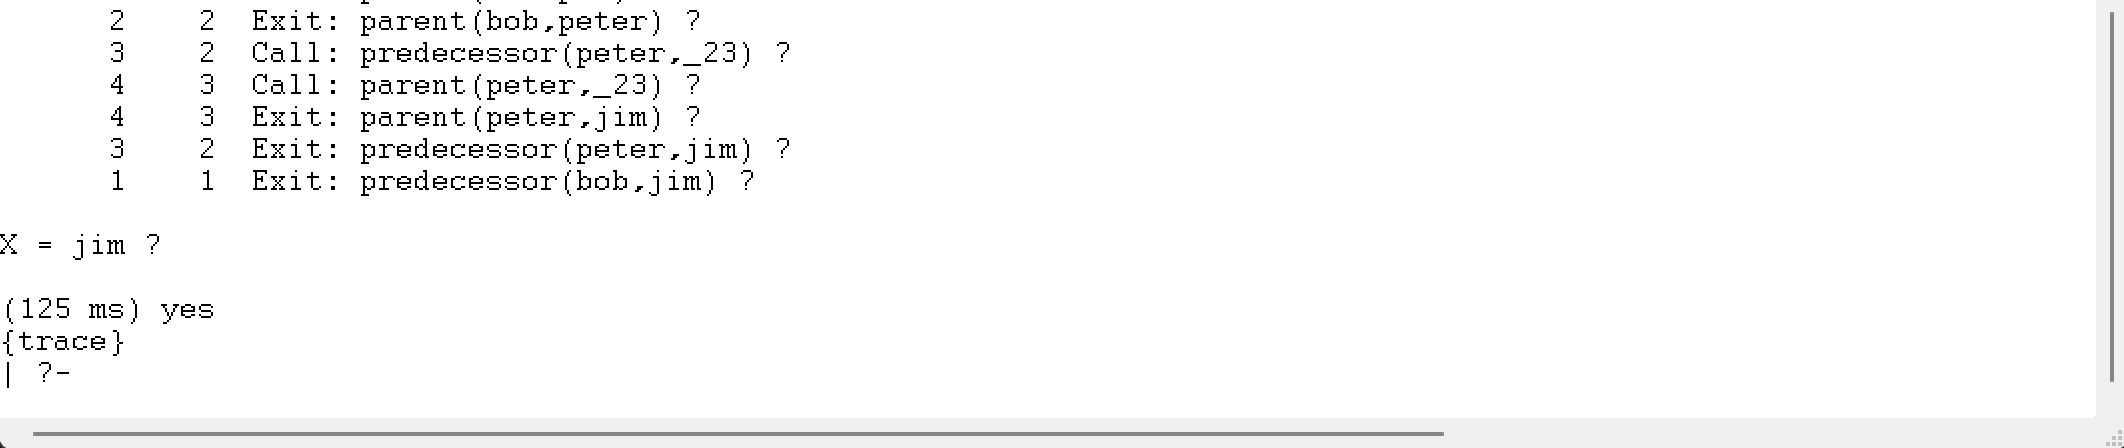 2 2 Exit: parent(bob,peter) ?
3 2 Call: predecessor(peter,_23) ?
4 3 Call: parent(peter,_23) ?
4 3 Exit: parent(peter,jim) ?
3 2 Exit: predecessor(peter,jim) ?
1 1 Exit: predecessor(bob,jim) ?
X = jim ?
(125 ms) yes
{trace}
| ?-